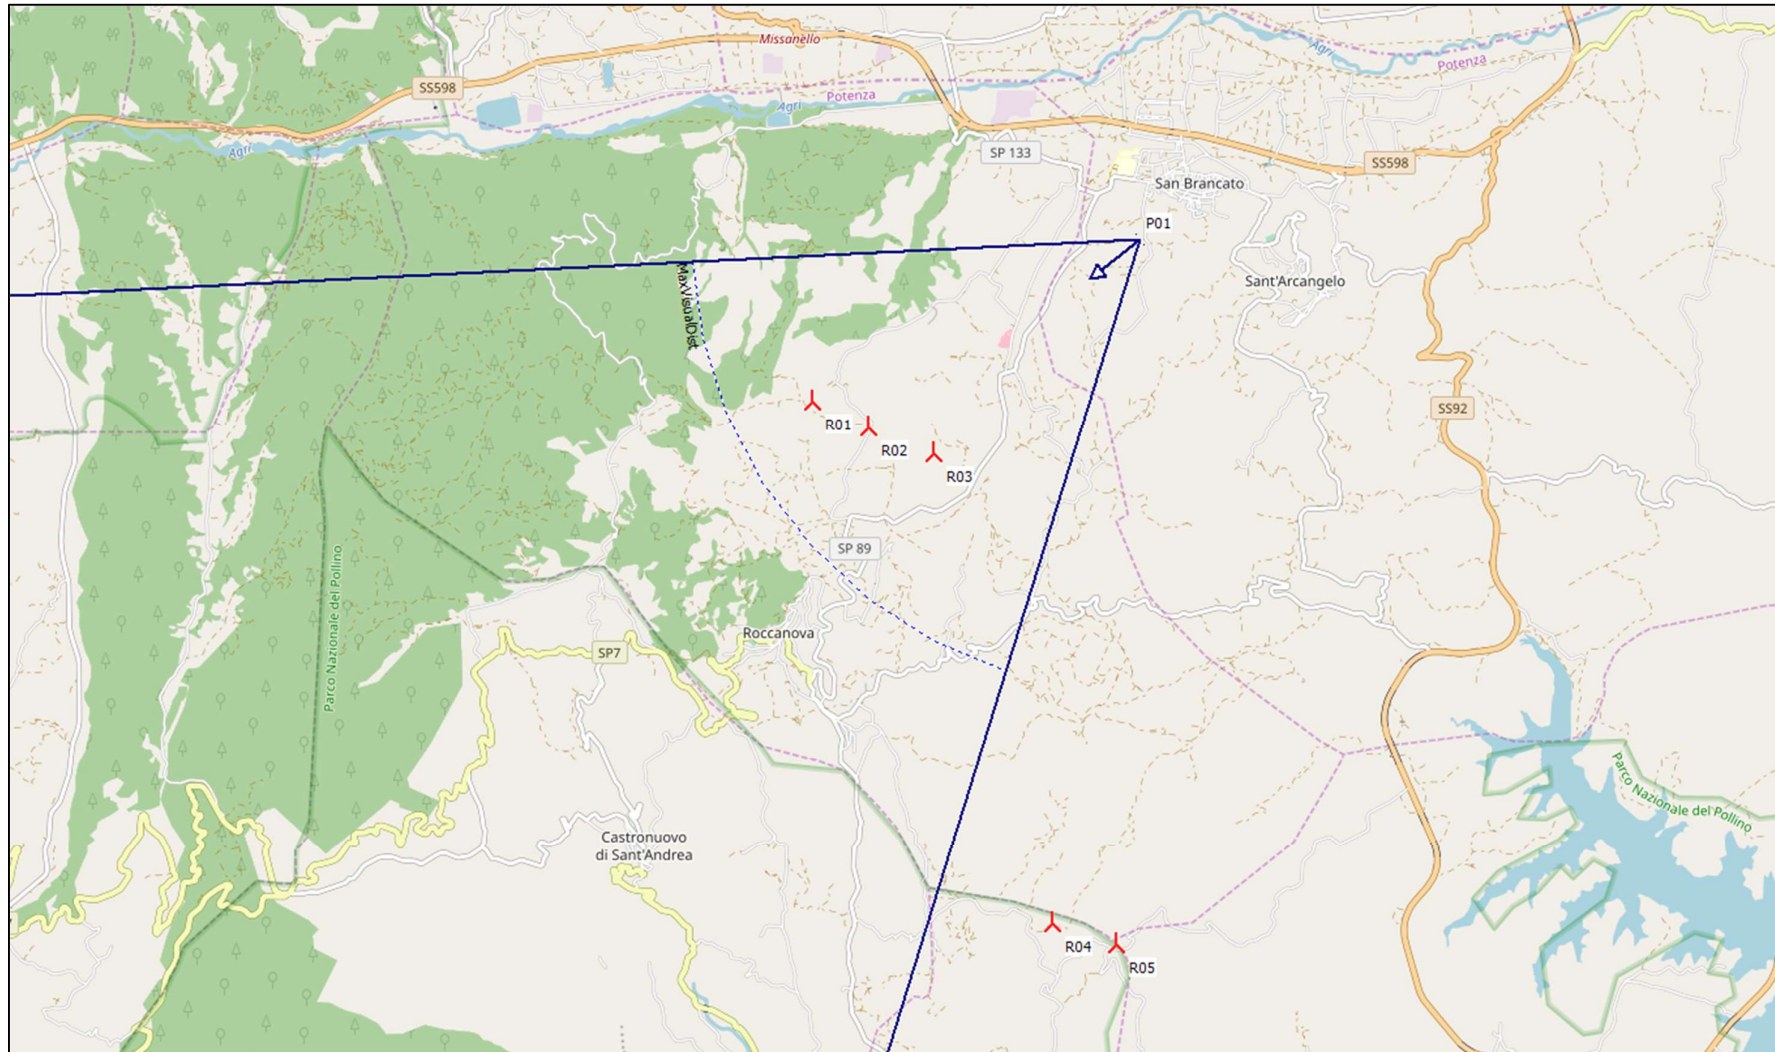 Missanello
SS598
Potenza
Agri
Agri
Potenza
Agri
SP 133
SS598
San Brancato
P01
Sant'Arcangelo
MaxVisualDist
R01
SS92
R02
R03
SP 89
Parco Nazionale del Pollino
Roccanova
SP7
Parco Nazionale del Pollino
Castronuovo
di Sant'Andrea
R04
R05